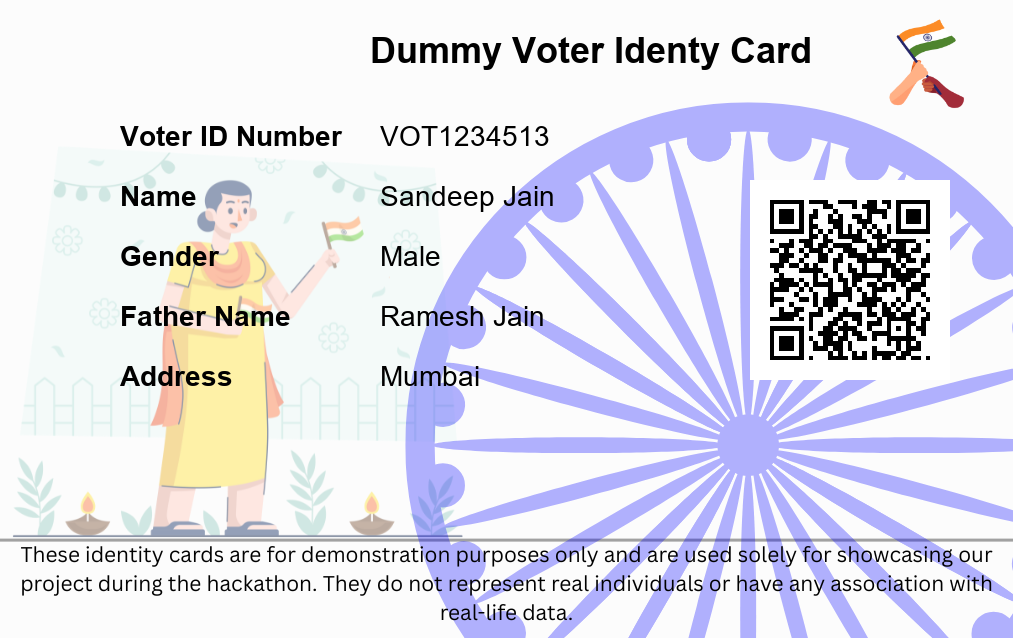 Dummy Voter Identy Card
Voter ID Number VOT1234513
Name Sandeep Jain
Gender Male
Father Name Ramesh Jain
Address Mumbai
These identity cards are for demonstration purposes only and are used solely for showcasing our
project during the hackathon. They do not represent real individuals or have any association with
real-life data.